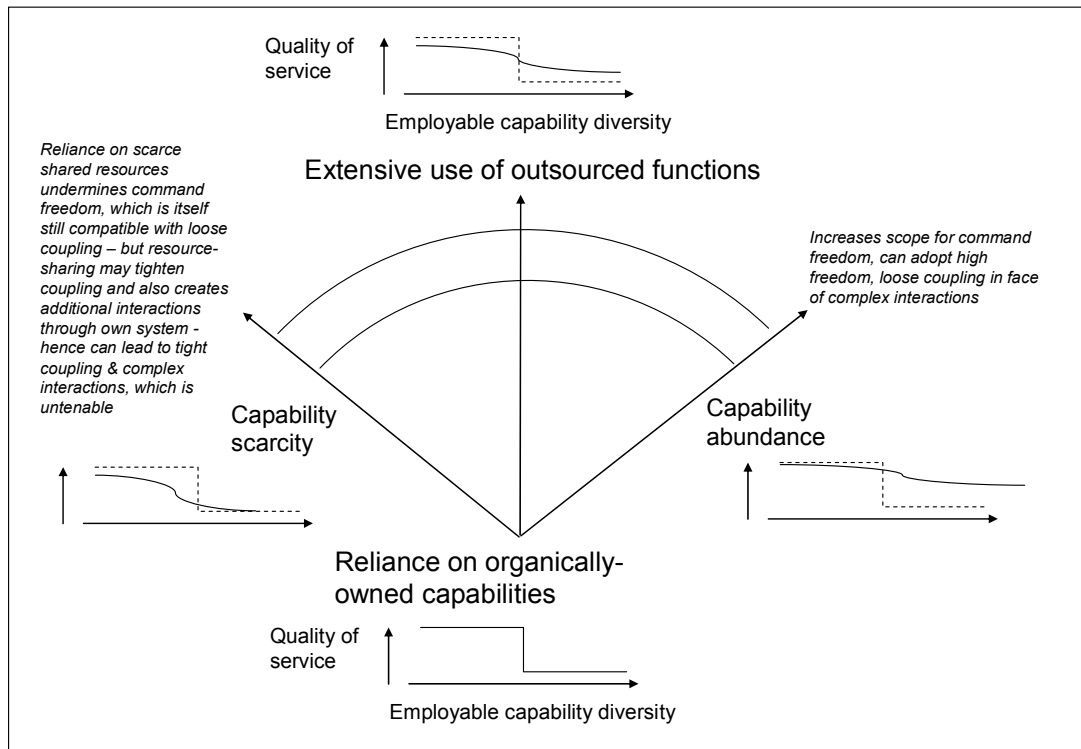 Quality of
service
Employable capability diversity
Reliance on scarce
shared resources
undermines command
freedom, which is itself
still compatible with loose
coupling – but resource-
sharing may tighten
coupling and also creates
additional interactions
through own system -
hence can lead to tight
coupling & complex
interactions, which is
untenable
Extensive use of outsourced functions
Increases scope for command
freedom, can adopt high
freedom, loose coupling in face
of complex interactions
Capability
scarcity
Capability
abundance
Reliance on organically-
owned capabilities
Quality of
service
Employable capability diversity